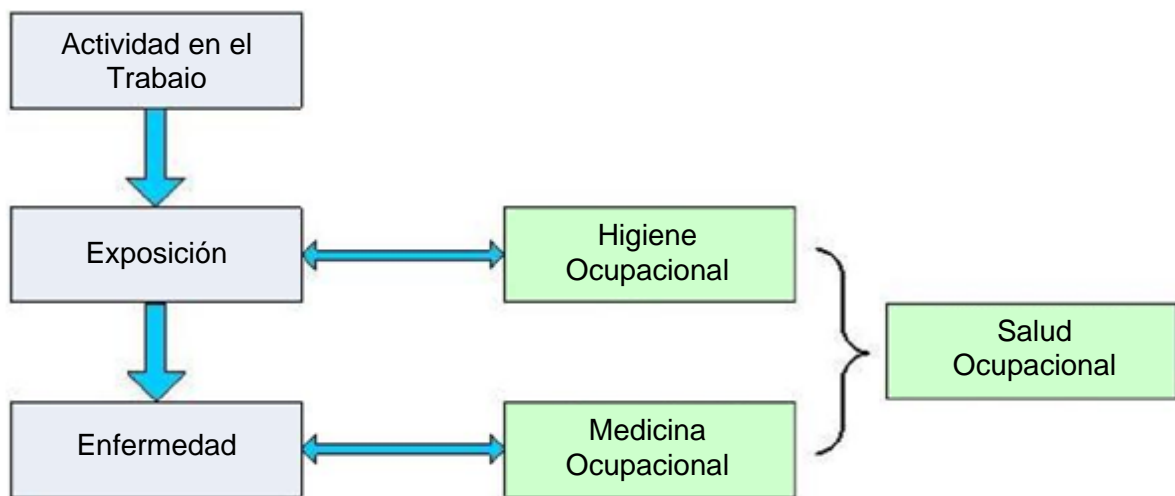 Actividad en el
Trabaio
Exposición
Higiene
Ocupacional
Salud
Ocupacional
Enfermedad
Medicina
Ocupacional